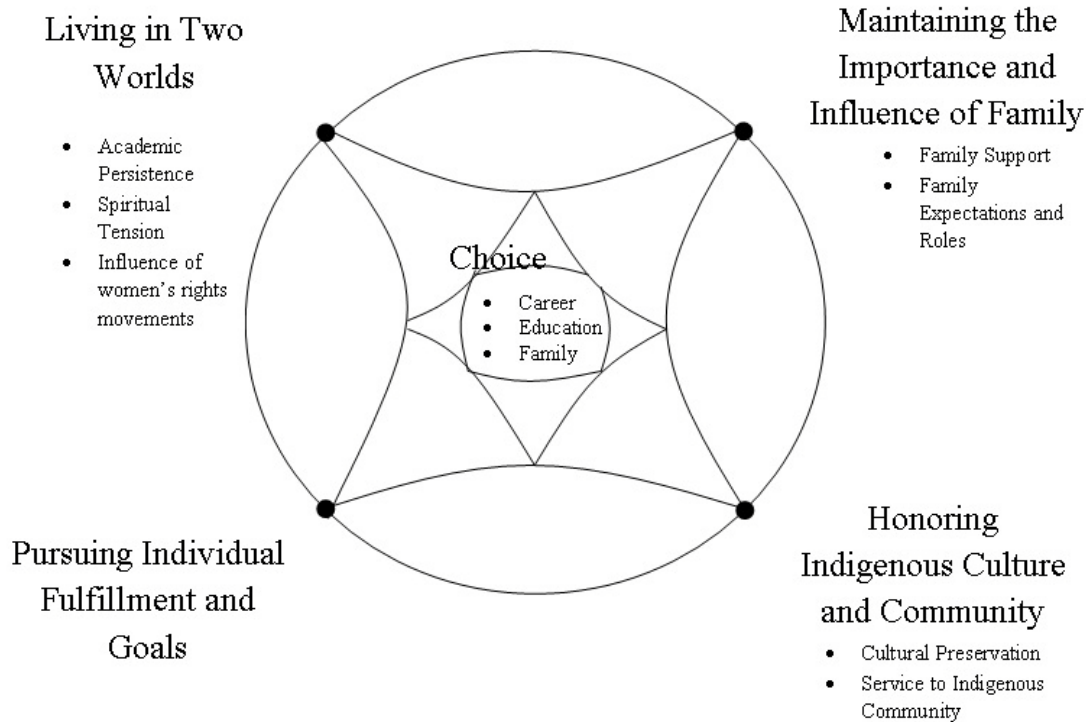 Living in Two
Worlds
• Academic
Persistence
• Spiritual
Tension
• Influence of
women's rights
movements
Maintaining the
Importance and
Influence of Family
• Family Support
• Family
Expectations and
Roles
Choice
• Career
• Education
• Family
Pursuing Individual
Fulfillment and
Goals
Honoring
Indigenous Culture
and Community
• Cultural Preservation
• Service to Indigenous
Community